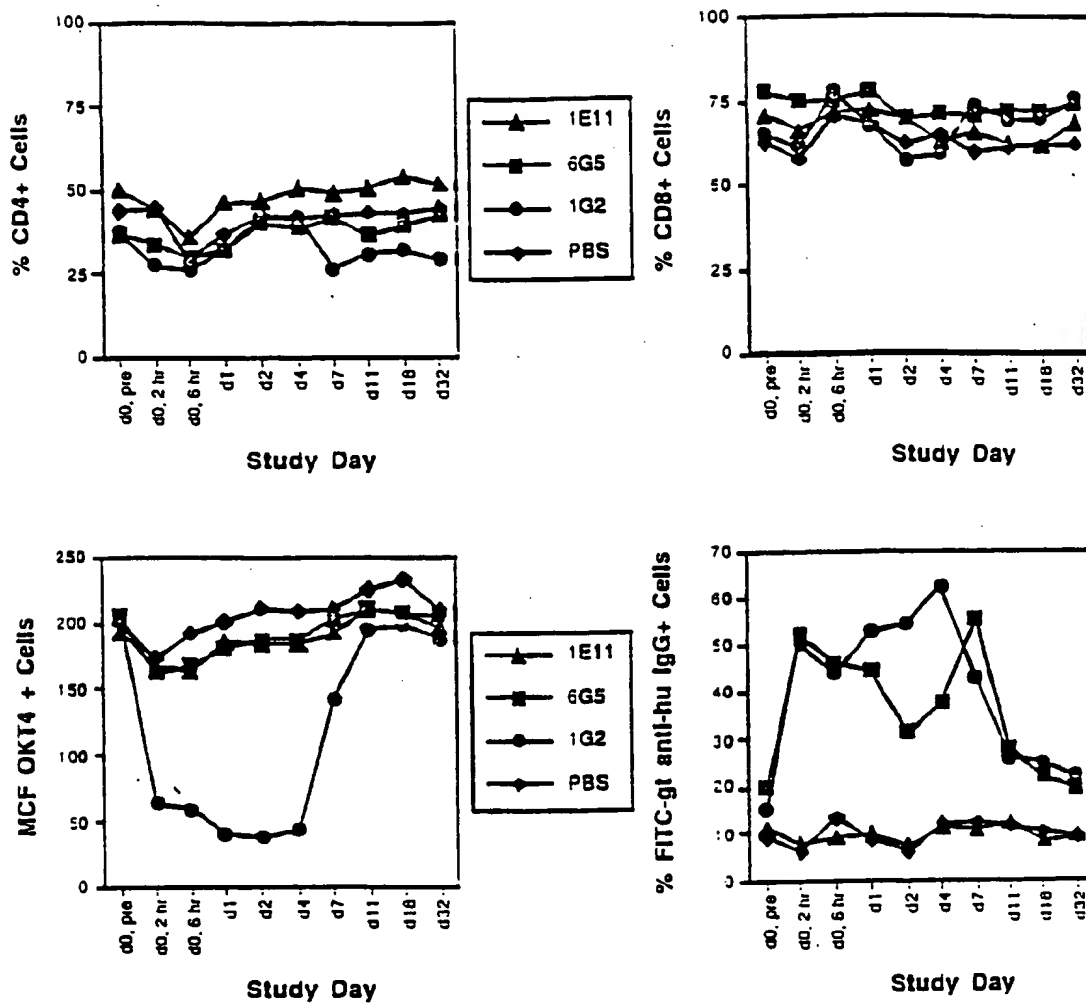 % CD4+ Cells
100
75
50
25
0
d0, pre
d0, 2 hr
d0, 6 hr
d1
d2
d4
d7
d11
d18
d32
Study Day
1E11
6G5
1G2
PBS
% CD8+ Cells
100
75
50
25
0
d0, pre
d0, 2 hr
d0, 6 hr
d1
d2
d4
d7
d11
d18
d32
Study Day
MCF OKT4 + Cells
250
200
150
100
50
0
d0, pre
d0, 2 hr
d0, 6 hr
d1
d2
d4
d7
d11
d18
d32
Study Day
1E11
6G5
1G2
PBS
% FITC-gt anti-hu IgG+ Cells
70
60
50
40
30
20
10
0
d0, pre
d0, 2 hr
d0, 6 hr
d1
d2
d4
d7
d11
d18
d32
Study Day